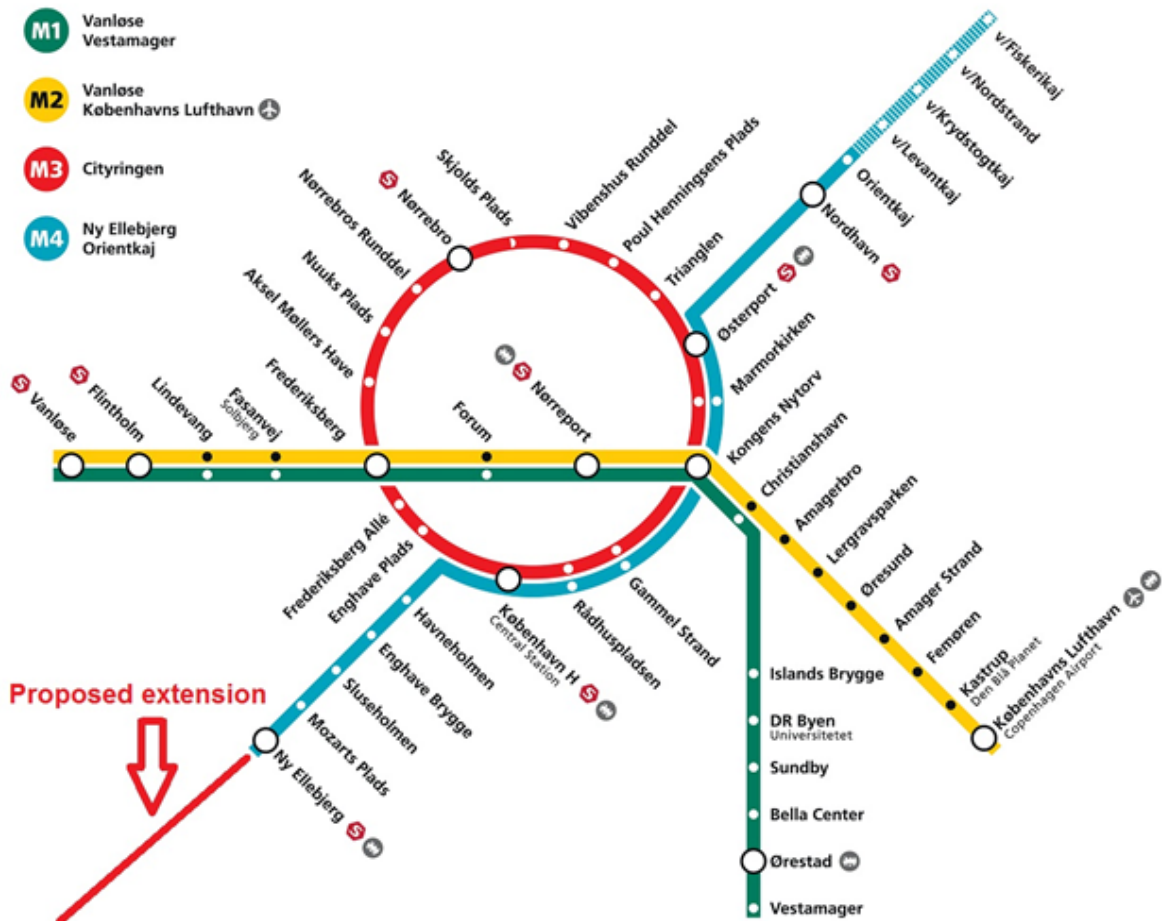 M1
Vanløse
Vestamager
M2
Vanløse
Københavns Lufthavn
M3
Cityringen
M4
Ny Ellebjerg
Orientkaj
v/Fiskerikaj
v/Nordstrand
v/Krydstogtkaj
v/Levantkaj
Orientkaj
Nordhavn S
Østerport S
Trianglen
Poul Henningsens Plads
Vibenshus Runddel
Skjolds Plads
S Nørrebro
Nørrebros Runddel
Nuuks Plads
Aksel Møllers Have
Marmorkirken
Kongens Nytorv
S Vanløse
S Flintholm
Lindevang
Fasanvej
Solbjerg
Frederiksberg
Forum
S Nørreport
Christianshavn
Amagerbro
Lergravsparken
Øresund
Amager Strand
Femøren
Kastrup
Den Blå Planet
Københavns Lufthavn
Copenhagen Airport
Frederiksberg Allé
Enghave Plads
København H S
Central Station
Rådhuspladsen
Gammel Strand
Havneholmen
Enghave Brygge
Sluseholmen
Mozarts Plads
Ny Ellebjerg S
Proposed extension
Islands Brygge
DR Byen
Universitetet
Sundby
Bella Center
Ørestad
Vestamager